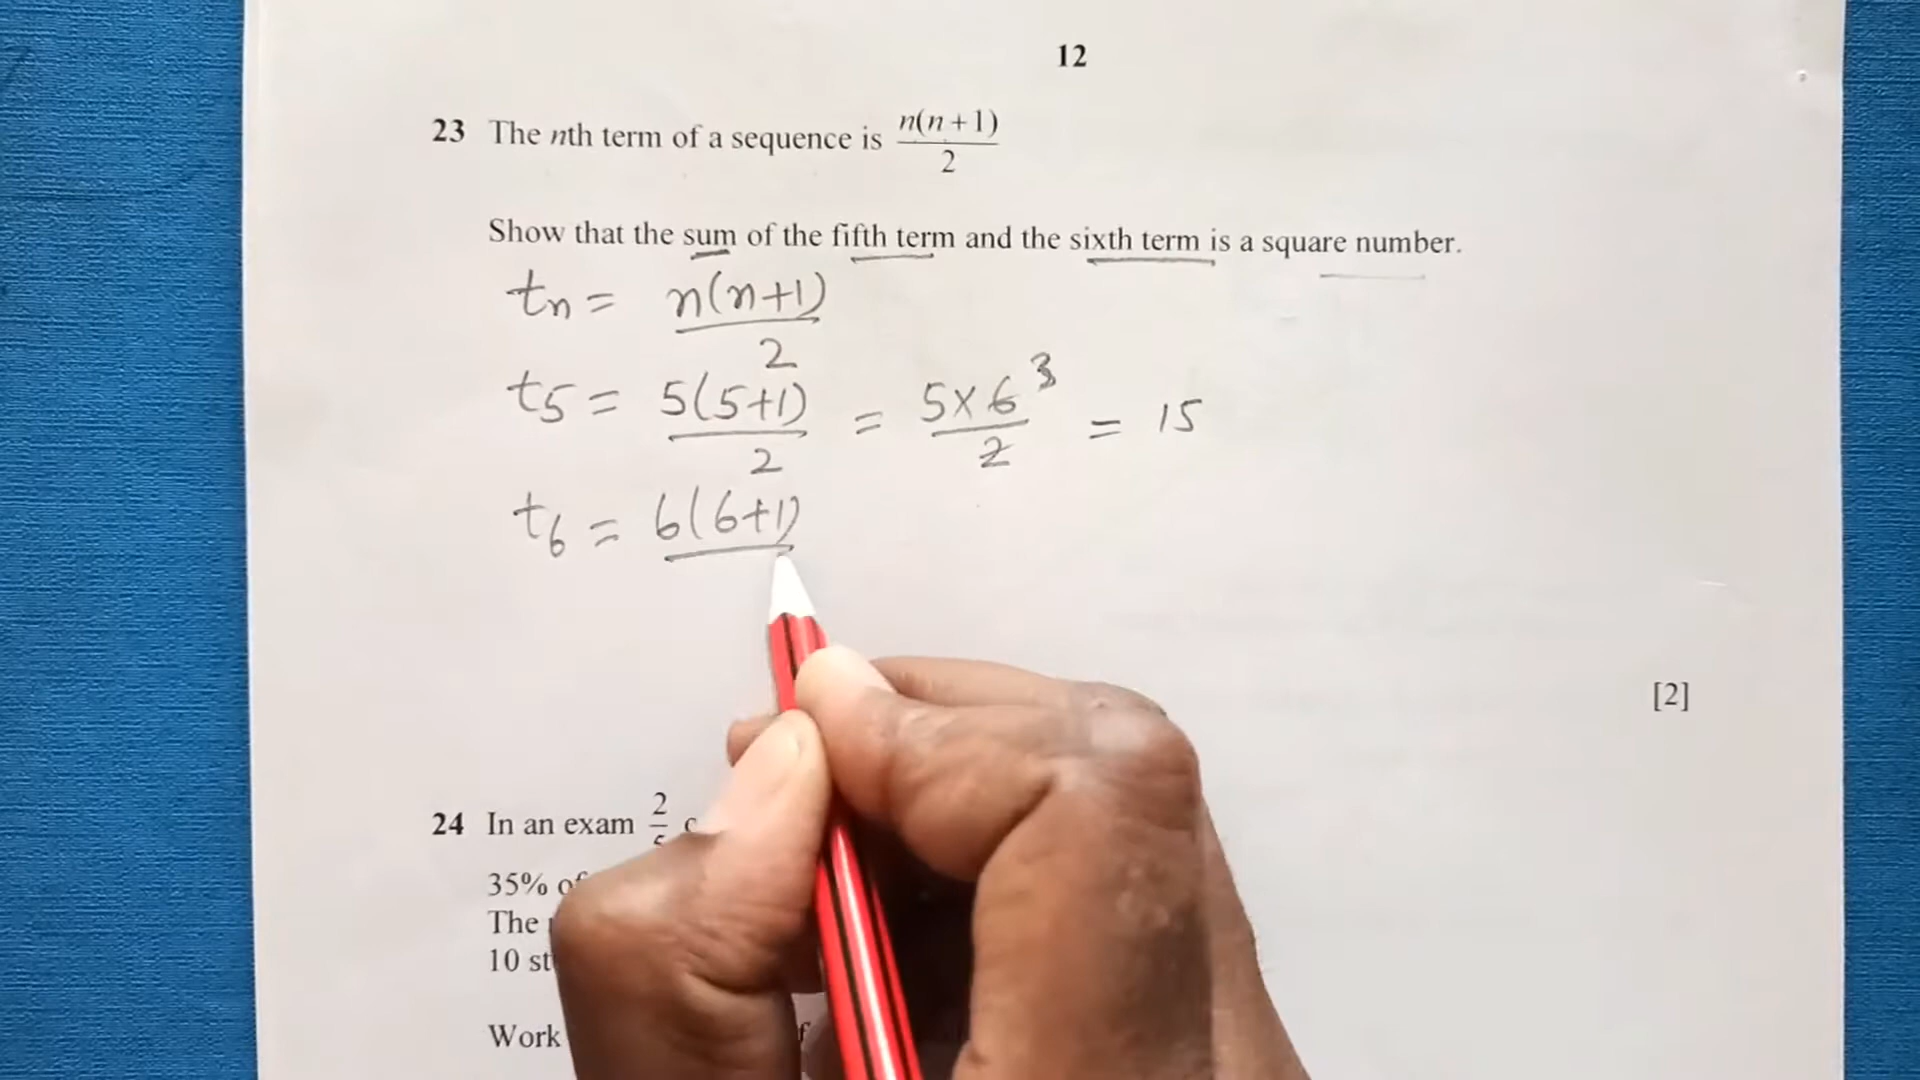 12
23 The nth term of a sequence is n(n+1)/2
Show that the sum of the fifth term and the sixth term is a square number.
tn = n(n+1)/2
t5 = 5(5+1)/2 = 5×6 3/2 = 15
t6 = 6(6+1)
[2]
24 In an exam 2/5
35% of
The
10
Work